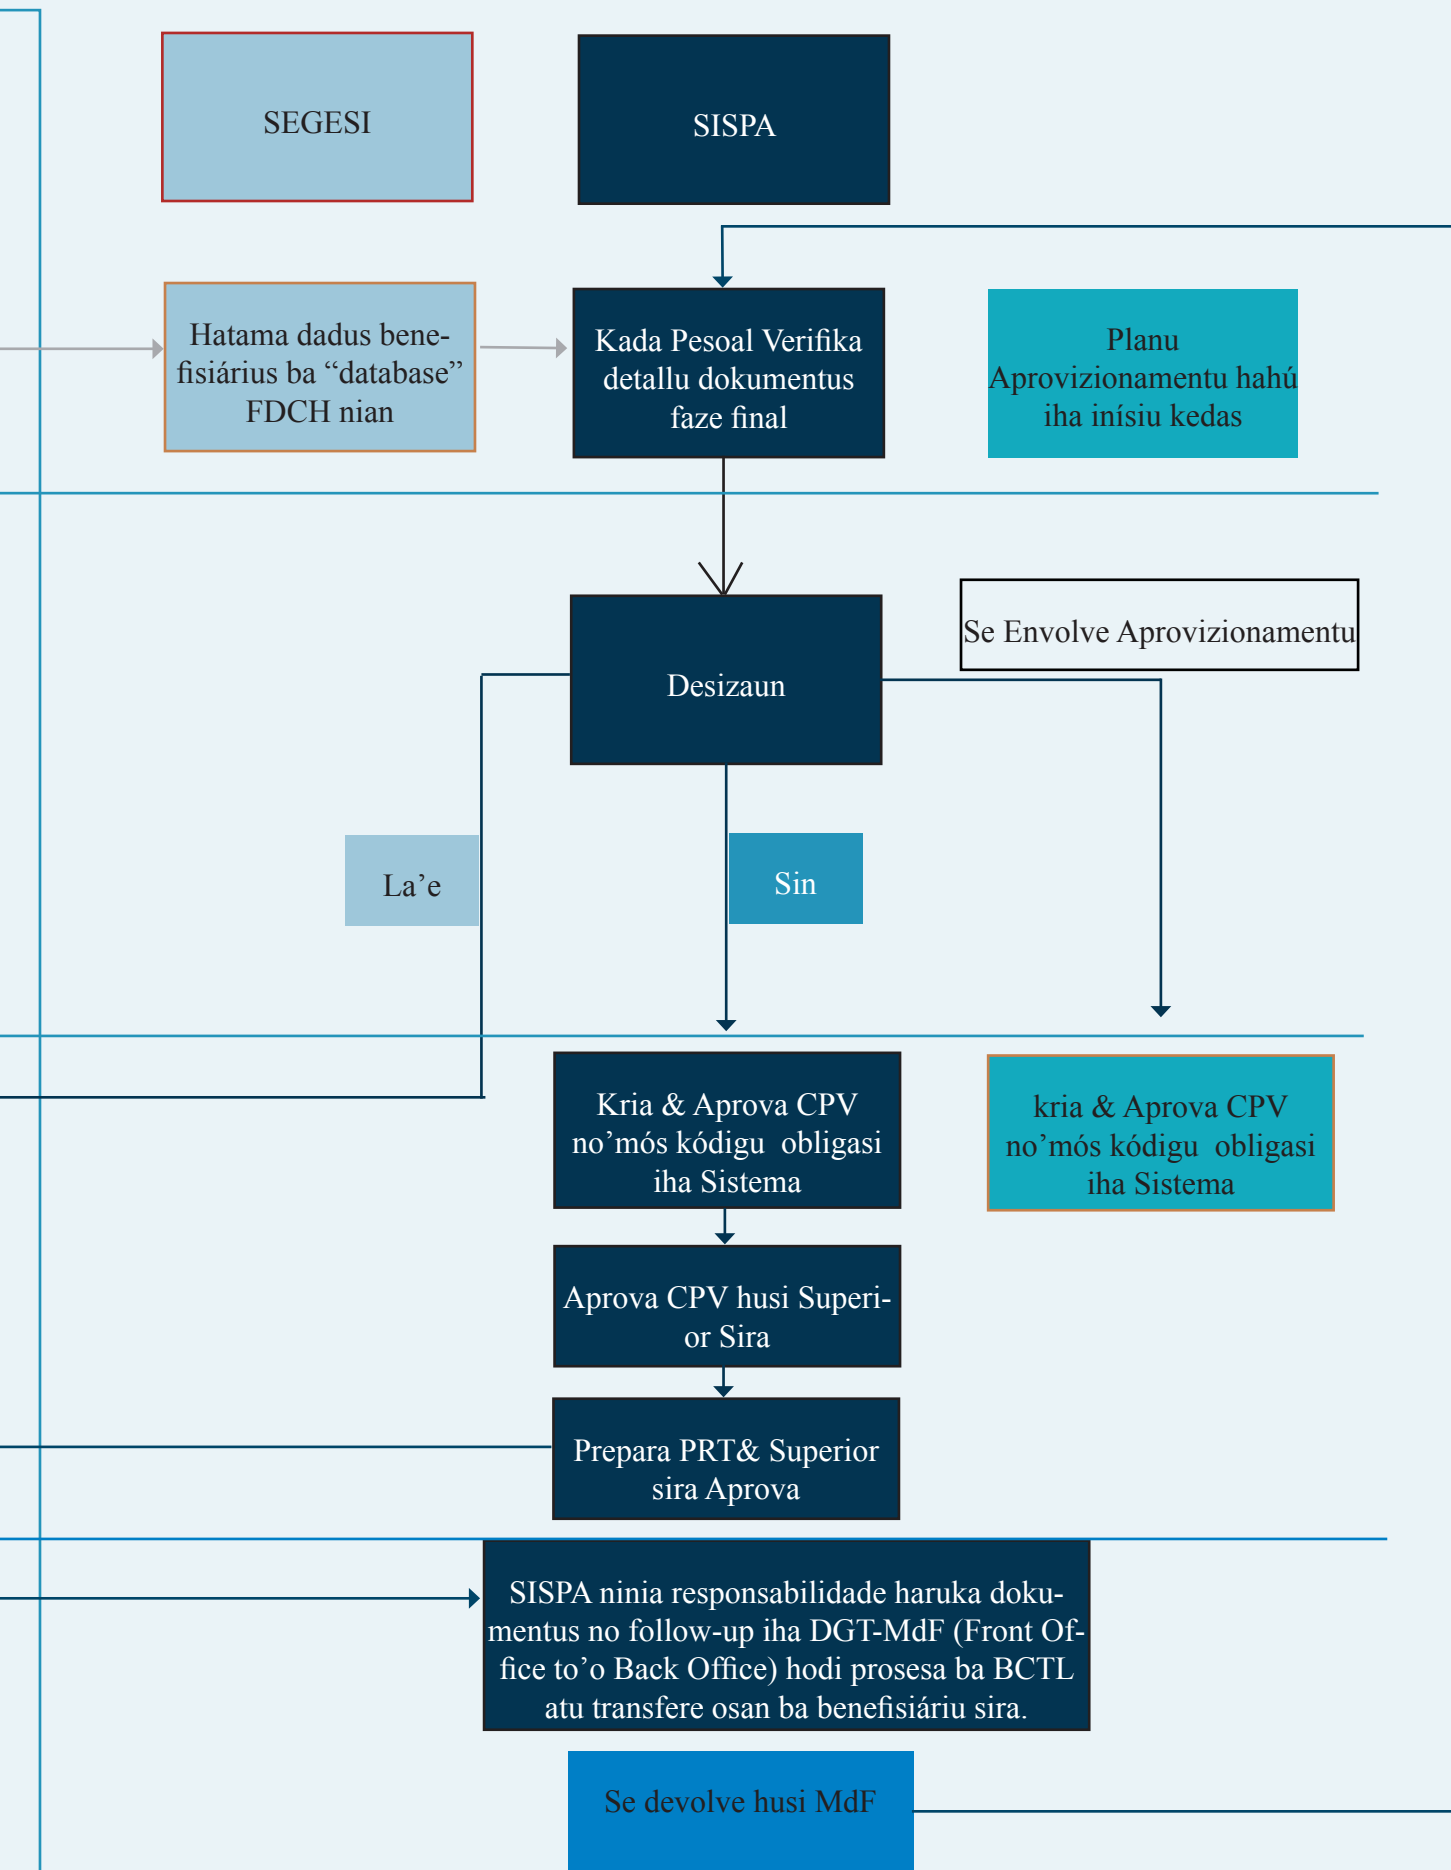 SEGESI
SISPA
Hatama dadus bene-
fisiárius ba “database”
FDCH nian
Kada Pesoal Verifika
detallu dokumentus
faze final
Planu
Aprovizionamentu hahú
iha inísiu kedas
Se Envolve Aprovizionamentu
Desizaun
La’e
Sin
Kria & Aprova CPV
no’mós kódigu obligasi
iha Sistema
kria & Aprova CPV
no’mós kódigu obligasi
iha Sistema
Aprova CPV husi Superi-
or Sira
Prepara PRT& Superior
sira Aprova
SISPA ninia responsabilidade haruka doku-
mentus no follow-up iha DGT-MdF (Front Of-
fice to’o Back Office) hodi prosesa ba BCTL
atu transfere osan ba benefisiáriu sira.
Se devolve husi MdF